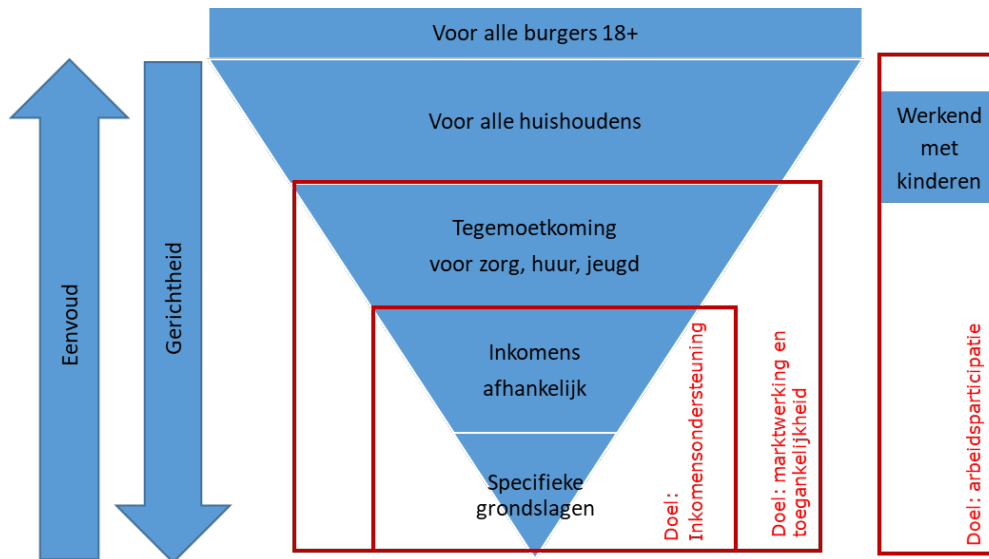 Voor alle burgers 18+
Voor alle huishoudens
Tegemoetkoming
voor zorg, huur, jeugd
Inkomens
afhankelijk
Specifieke
grondslagen
Eenvoud
Gerichtheid
Doel:
Inkomensondersteuning
Doel: marktwerking en
toegankelijkheid
Werkend
met
kinderen
Doel: arbeidsparticipatie